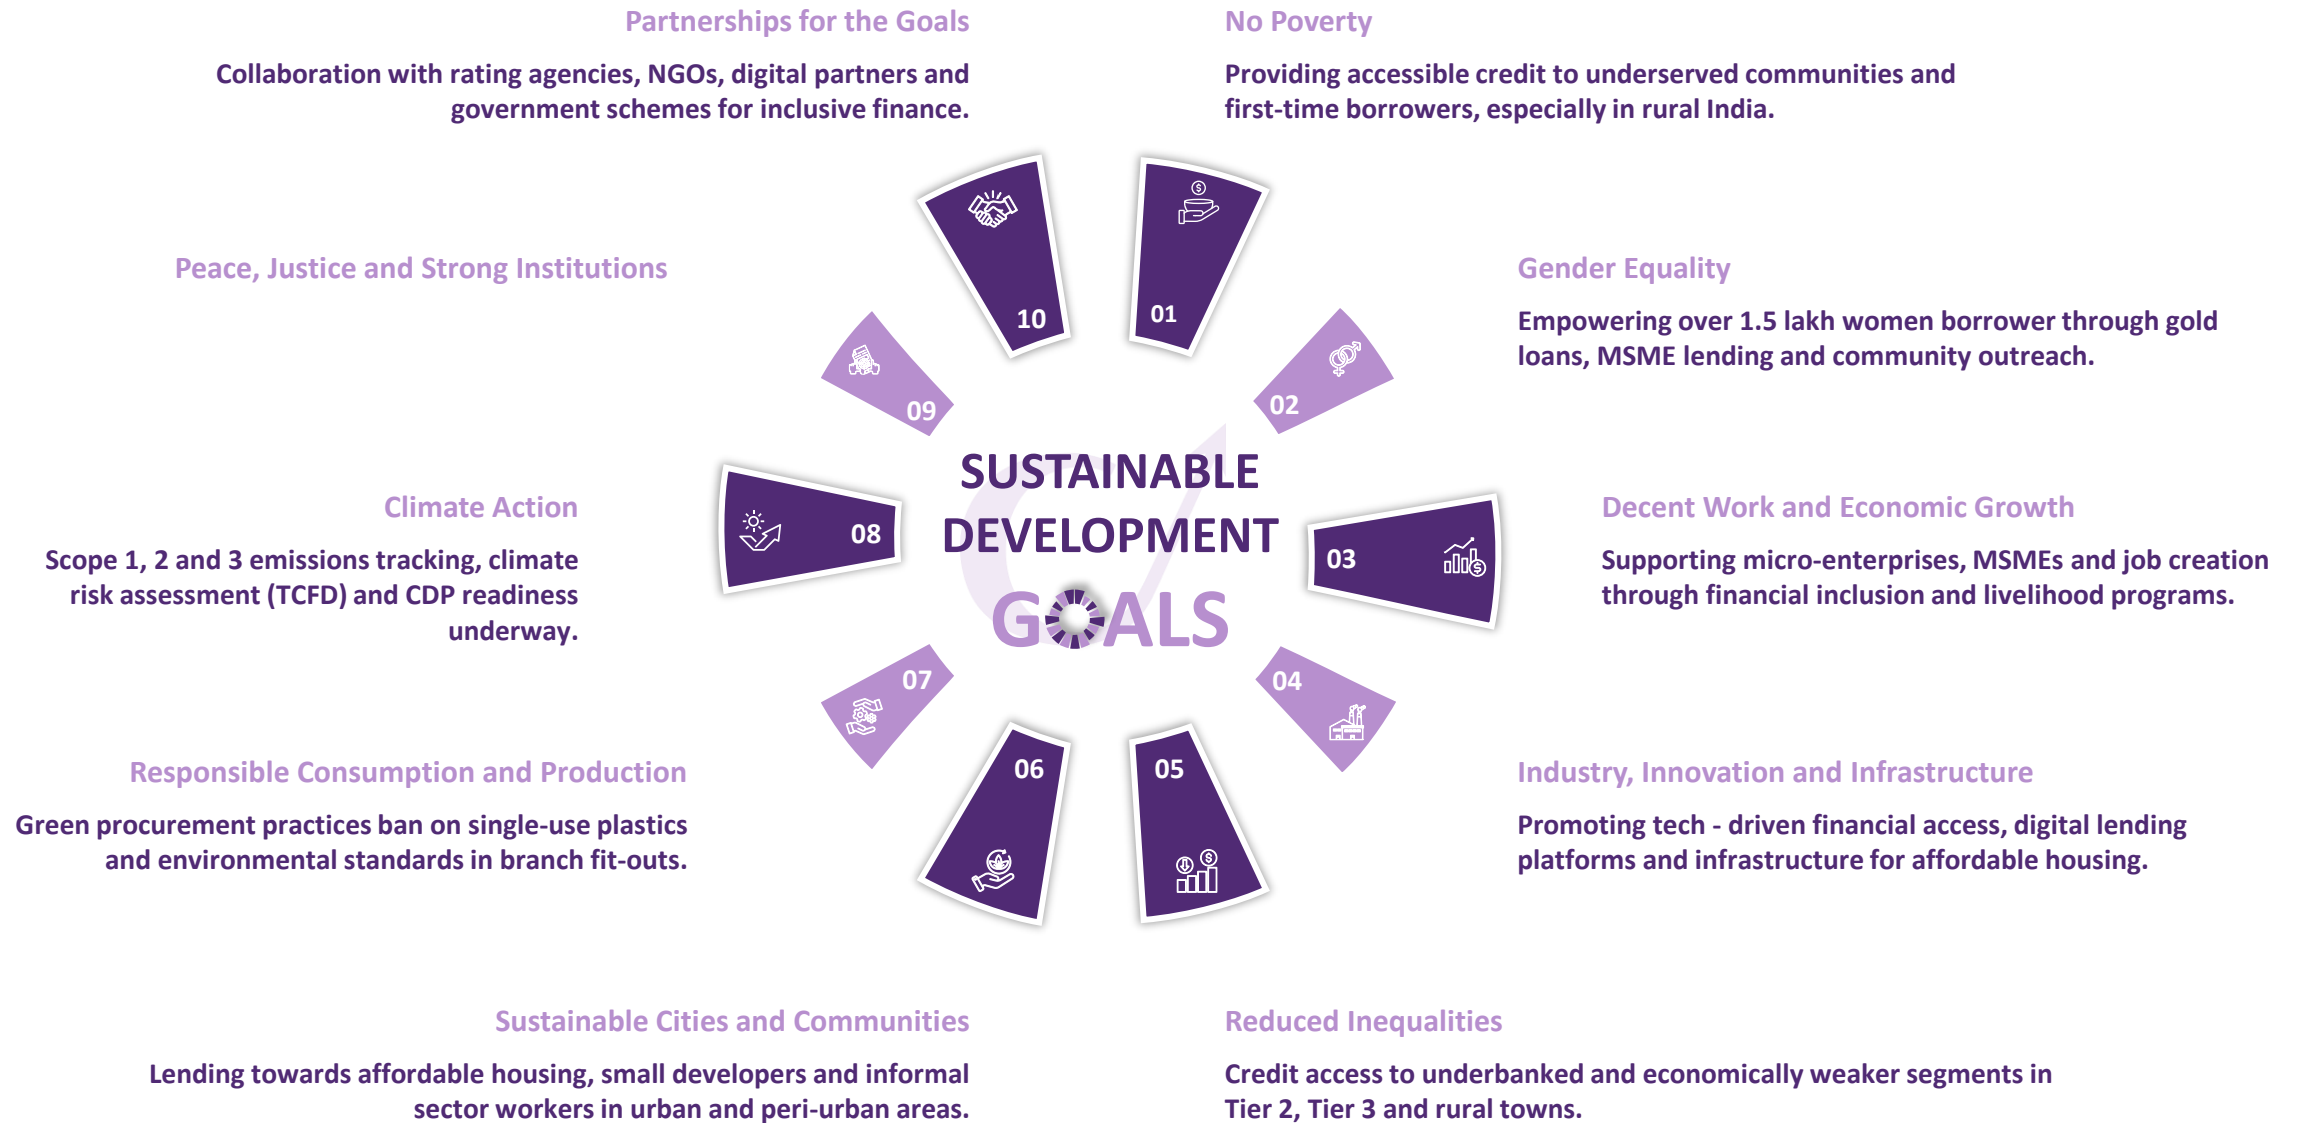 Partnerships for the Goals
Collaboration with rating agencies, NGOs, digital partners and
government schemes for inclusive finance.
No Poverty
Providing accessible credit to underserved communities and
first-time borrowers, especially in rural India.
Peace, Justice and Strong Institutions
Gender Equality
Empowering over 1.5 lakh women borrower through gold
loans, MSME lending and community outreach.
Climate Action
Scope 1, 2 and 3 emissions tracking, climate
risk assessment (TCFD) and CDP readiness
underway.
Decent Work and Economic Growth
Supporting micro-enterprises, MSMEs and job creation
through financial inclusion and livelihood programs.
10
01
09
02
08
03
07
04
06
05
SUSTAINABLE
DEVELOPMENT
GOALS
Responsible Consumption and Production
Green procurement practices ban on single-use plastics
and environmental standards in branch fit-outs.
Industry, Innovation and Infrastructure
Promoting tech - driven financial access, digital lending
platforms and infrastructure for affordable housing.
Sustainable Cities and Communities
Lending towards affordable housing, small developers and informal
sector workers in urban and peri-urban areas.
Reduced Inequalities
Credit access to underbanked and economically weaker segments in
Tier 2, Tier 3 and rural towns.